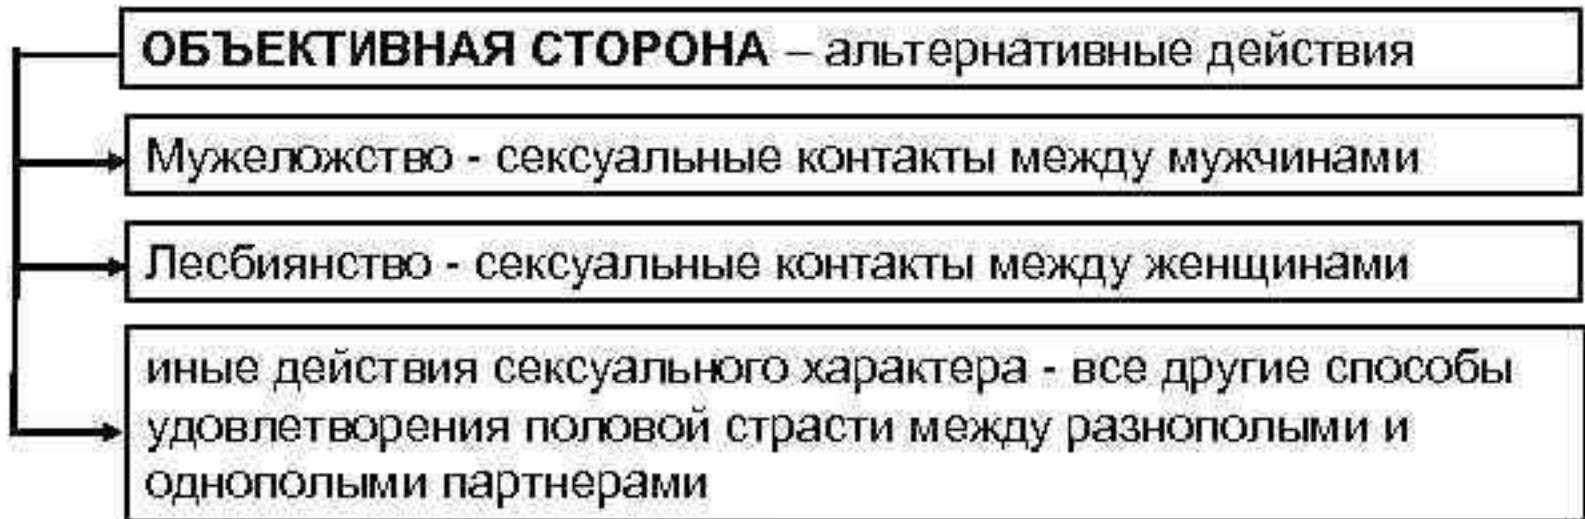 ОБЪЕКТИВНАЯ СТОРОНА – альтернативные действия
Мужеложство - сексуальные контакты между мужчинами
Лесбиянство - сексуальные контакты между женщинами
иные действия сексуального характера - все другие способы
удовлетворения половой страсти между разнополыми и
однополыми партнерами